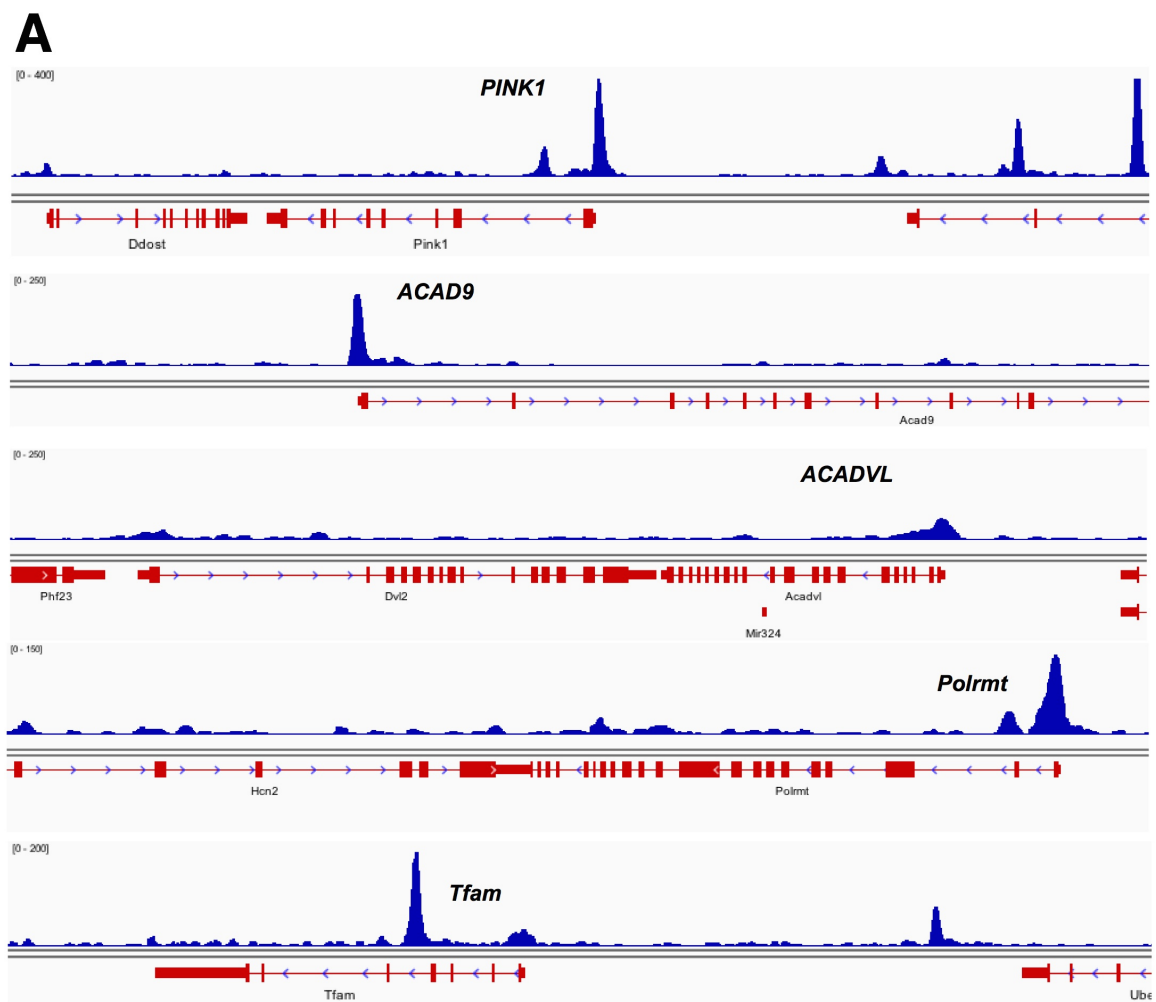 A
[0 - 400]
PINK1
Ddost
Pink1
[0 - 250]
ACAD9
Acad9
[0 - 250]
ACADVL
Phf23
Dvl2
Acadvl
Mir324
[0 - 150]
Polrmt
Hcn2
Polrmt
[0 - 200]
Tfam
Tfam
Ube